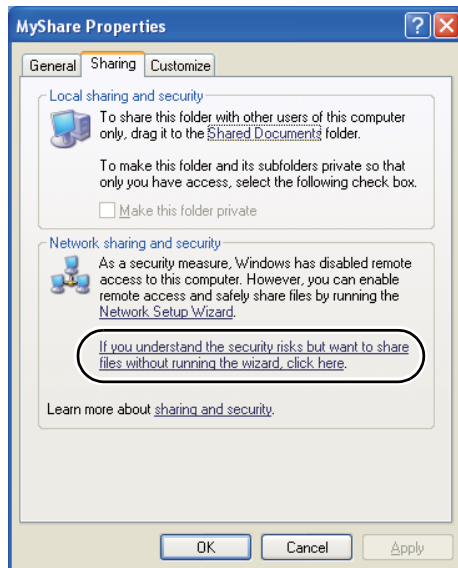 MyShare Properties
?
X
General
Sharing
Customize
Local sharing and security
To share this folder with other users of this computer
only, drag it to the Shared Documents folder.
To make this folder and its subfolders private so that
only you have access, select the following check box.
Make this folder private
Network sharing and security
As a security measure, Windows has disabled remote
access to this computer. However, you can enable
remote access and safely share files by running the
Network Setup Wizard.
If you understand the security risks but want to share
files without running the wizard, click here.
Learn more about sharing and security.
OK
Cancel
Apply